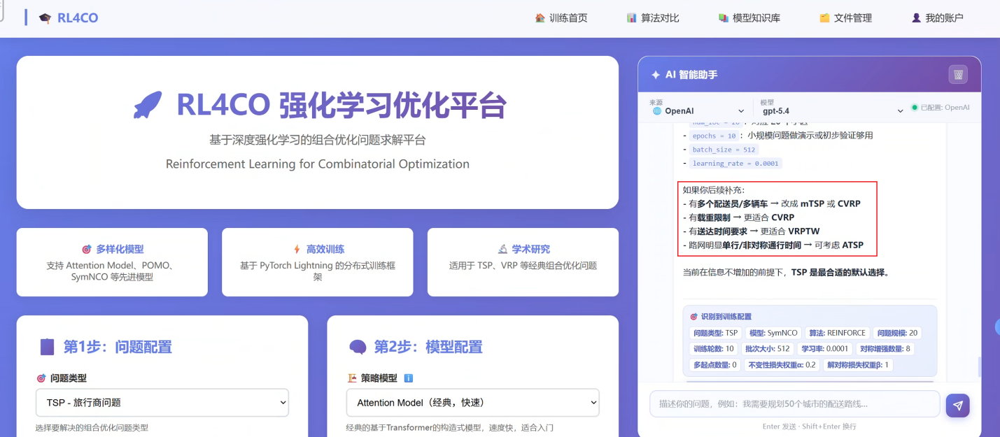 RL4CO
训练首页
算法对比
模型知识库
文件管理
我的账户
RL4CO 强化学习优化平台
基于深度强化学习的组合优化问题求解平台
Reinforcement Learning for Combinatorial Optimization
多样化模型
支持 Attention Model、POMO、
SymNCO 等先进模型
高效训练
基于 PyTorch Lightning 的分布式训练框
架
学术研究
适用于 TSP、VRP 等经典组合优化问题
第1步：问题配置
问题类型
TSP - 旅行商问题
选择要解决的组合优化问题类型
第2步：模型配置
策略模型
Attention Model（经典，快速）
经典的基于Transformer的构造式模型，速度快，适合入门
AI 智能助手
来源
OpenAI
模型
gpt-5.4
已配置: OpenAI
- epochs = 10 ：小规模问题做演示或初步验证够用
- batch_size = 512
- learning_rate = 0.0001
如果你后续补充：
- 有多个配送员/多辆车 → 改成 mTSP 或 CVRP
- 有载重限制 → 更适合 CVRP
- 有送达时间要求 → 更适合 VRPTW
- 路网明显单行/非对称通行时间 → 可考虑 ATSP
当前在信息不增加的前提下，TSP 是最合适的默认选择。
识别到训练配置
问题类型: TSP 模型: SymNCO 算法: REINFORCE 问题规模: 20
训练轮数: 10 批次大小: 512 学习率: 0.0001 对称增强数量: 8
多起点数量: 0 不变性损失权重α: 0.2 解对称损失权重β: 1
描述你的问题，例如：我需要规划50个城市的配送路线...
Enter 发送 · Shift+Enter 换行